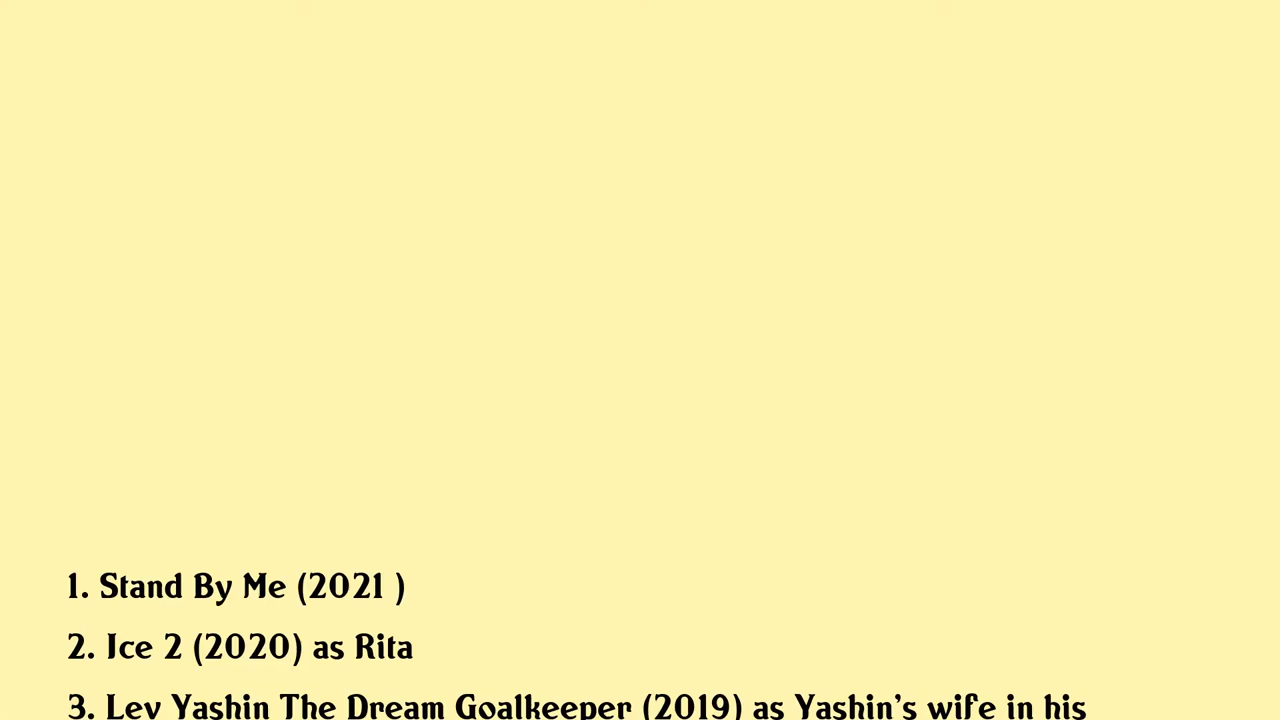 1. Stand By Me (2021 )
2. Ice 2 (2020) as Rita
3. Lev Yashin The Dream Goalkeeper (2019) as Yashin's wife in his